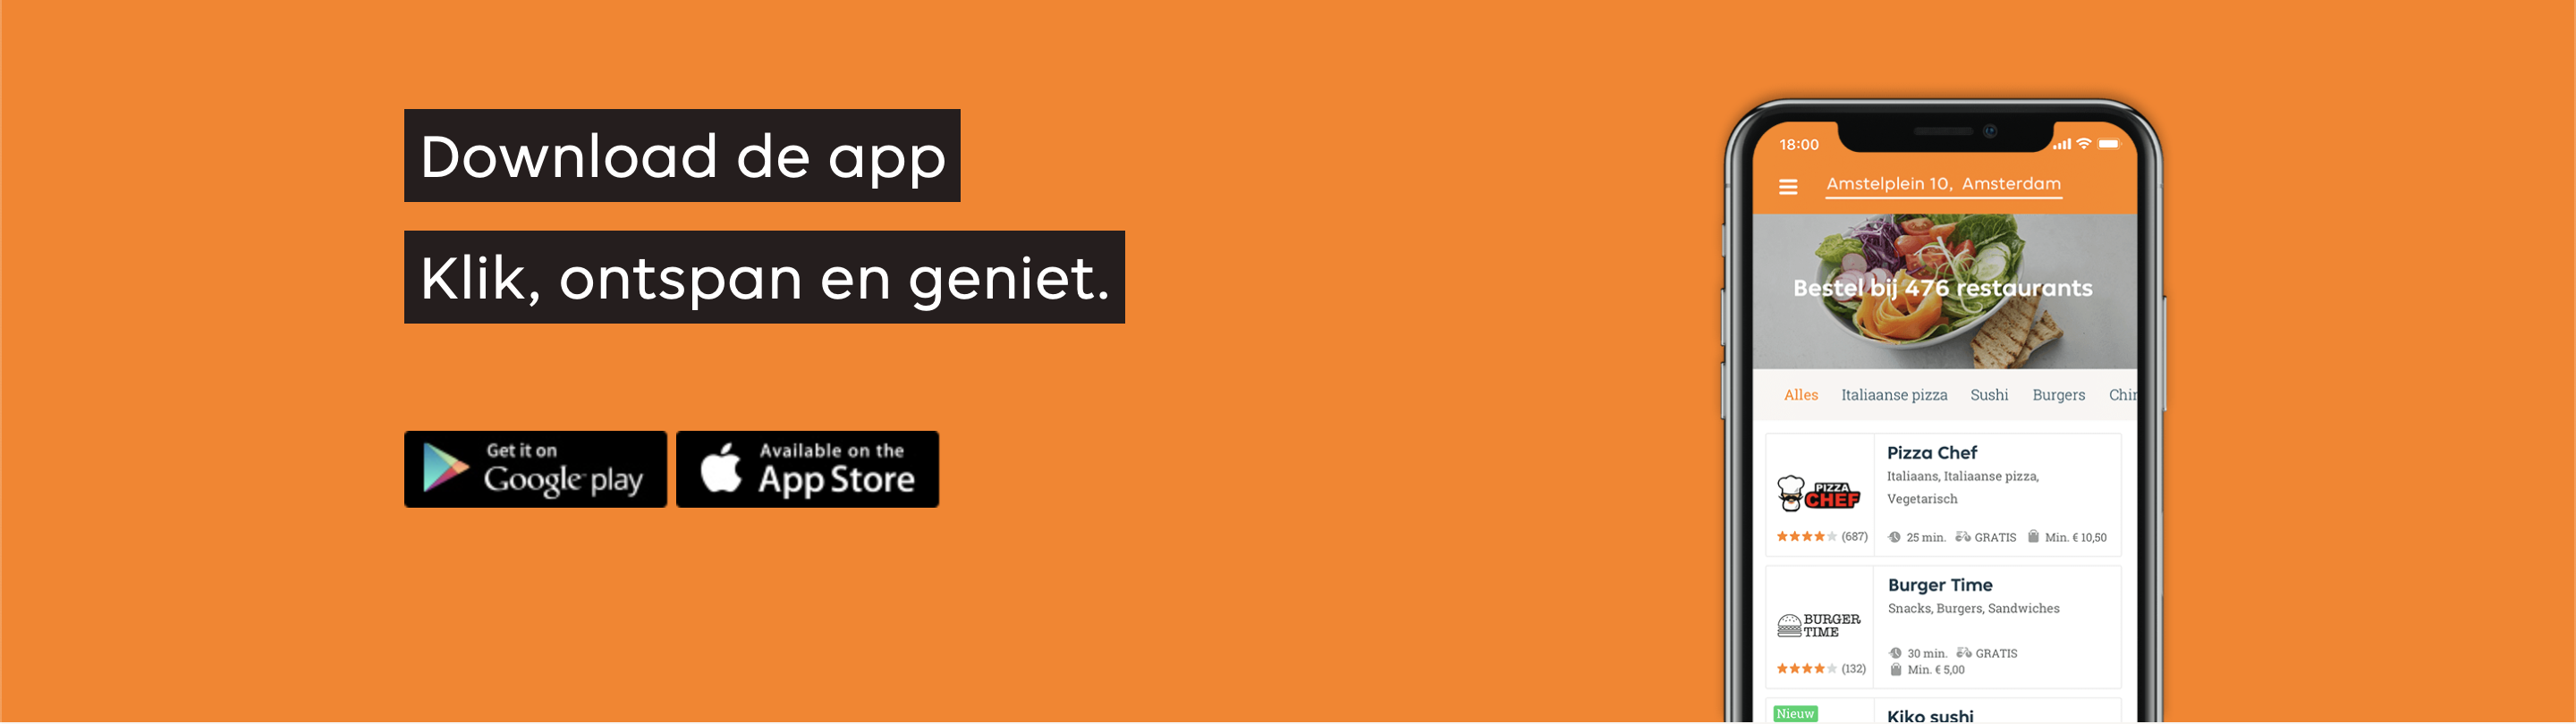 Download de app
Klik, ontspan en geniet.
Get it on
Google play
Available on the
App Store
18:00
Amstelplein 10, Amsterdam
Bestel bij 476 restaurants
Alles Italiaanse pizza Sushi Burgers Chin
PIZZA
CHEF
(687)
Pizza Chef
Italiaans, Italiaanse pizza,
Vegetarisch
25 min. GRATIS Min. € 10,50
BURGER
TIME
(132)
Burger Time
Snacks, Burgers, Sandwiches
30 min. GRATIS
Min. € 5,00
Nieuw
Kiko sushi